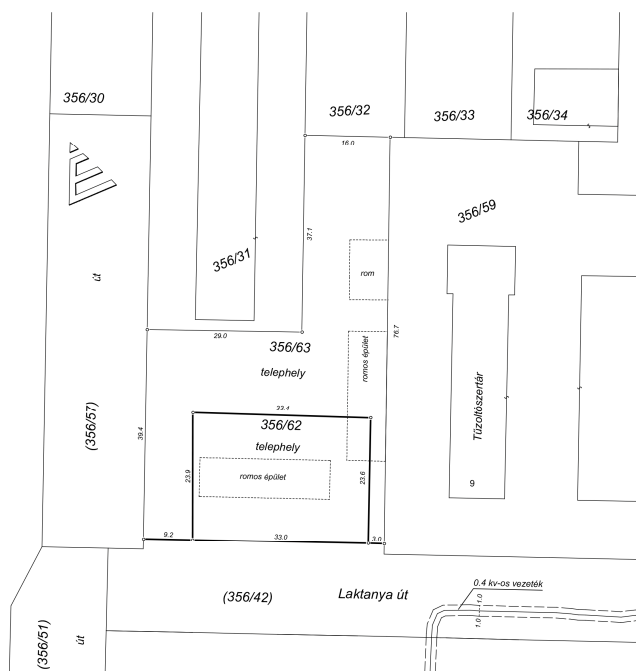 356/30
356/32
356/33
356/34
16.0
356/59
37.1
356/31
rom
út
76.7
29.0
356/63
romos épület
telephely
Tűzoltószertár
(356/57)
39.4
33.4
356/62
telephely
23.9
romos épület
23.6
9
9.2
33.0
3.0
0.4 kv-os vezeték
(356/42)
Laktanya út
1.0
1.0
(356/51)
út